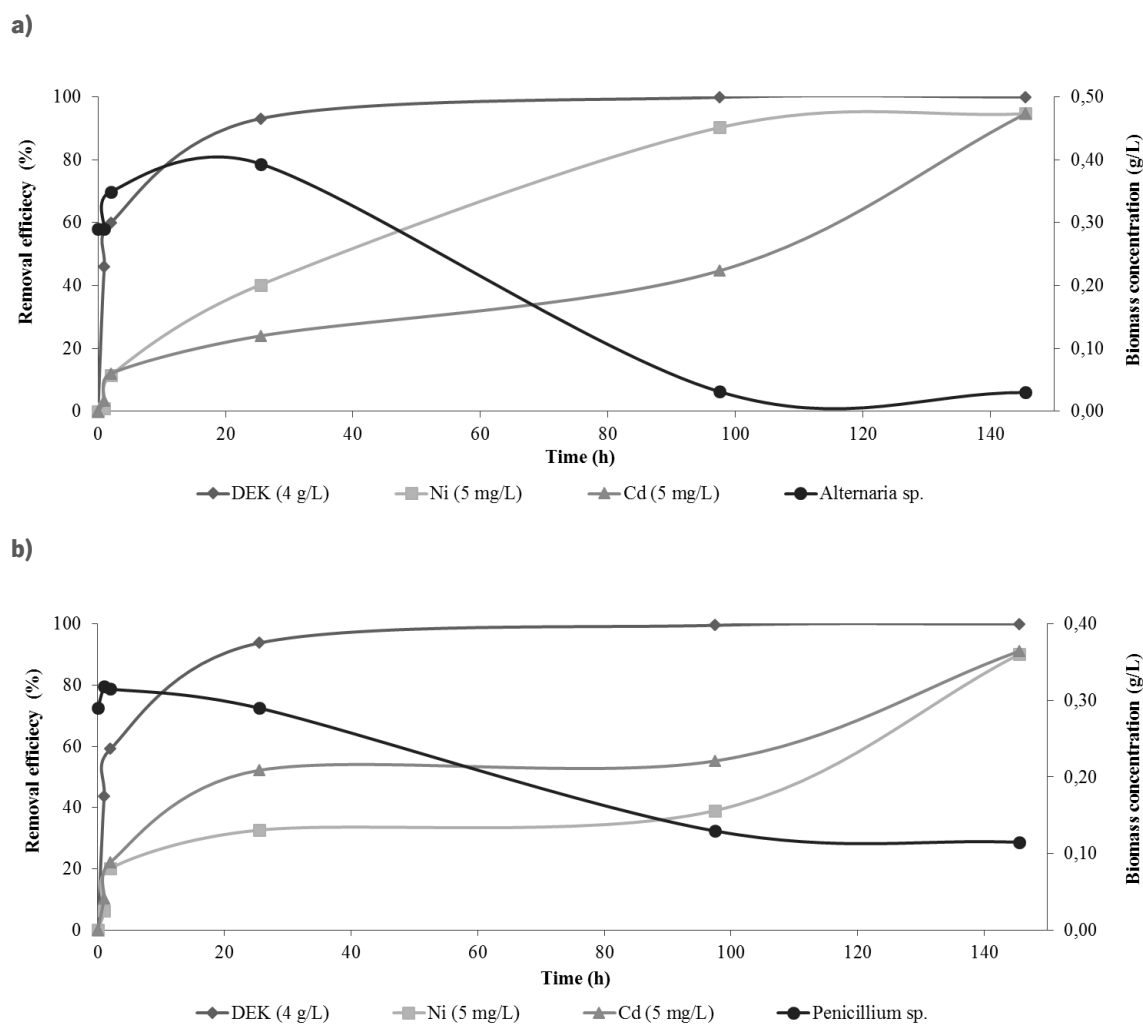 a)
100
80
60
40
20
0
Removal efficiecy (%)
0,50
0,40
0,30
0,20
0,10
0,00
Biomass concentration (g/L)
0 20 40 60 80 100 120 140
Time (h)
DEK (4 g/L) Ni (5 mg/L) Cd (5 mg/L) Alternaria sp.
b)
100
80
60
40
20
0
Removal efficiecy (%)
0,40
0,30
0,20
0,10
0,00
Biomass concentration (g/L)
0 20 40 60 80 100 120 140
Time (h)
DEK (4 g/L) Ni (5 mg/L) Cd (5 mg/L) Penicillium sp.